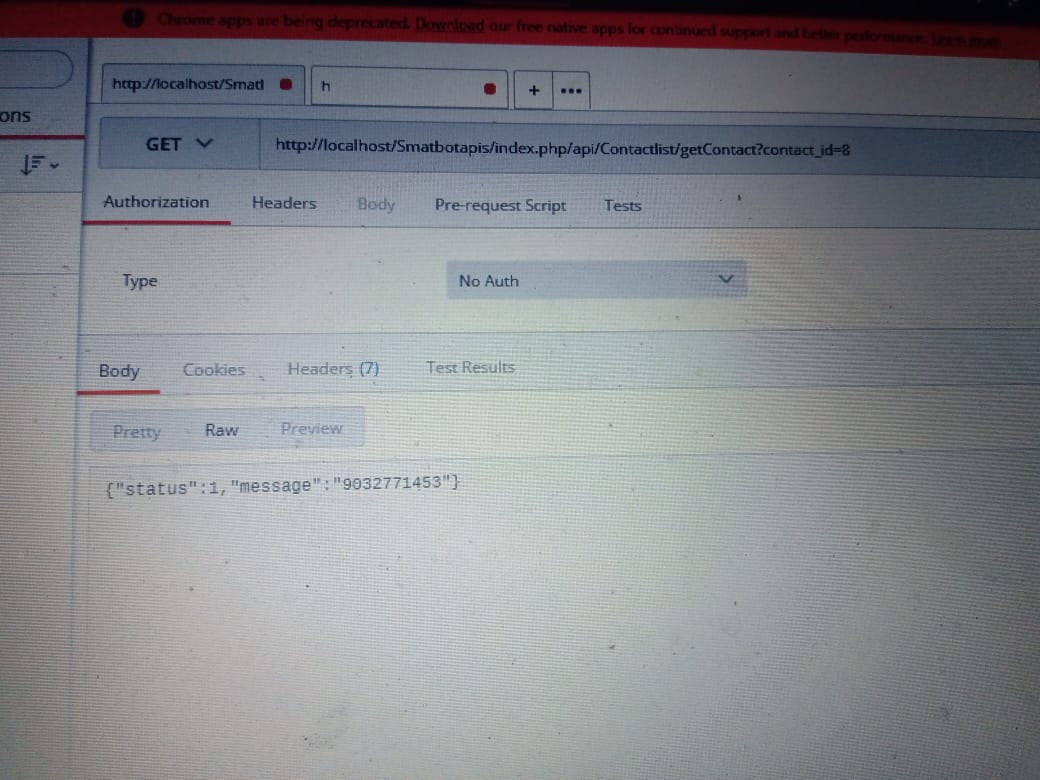 Chrome apps are being deprecated. Download our free native apps for continued support and better performance. Learn more
http://localhost/Smatl
h
+
•••
ons
GET
http://localhost/Smatbotapis/index.php/api/Contactlist/getContact?contact_id=8
Authorization Headers Body Pre-request Script Tests
Type No Auth
Body Cookies Headers (7) Test Results
Pretty Raw Preview
{"status":1,"message":"9032771453"}